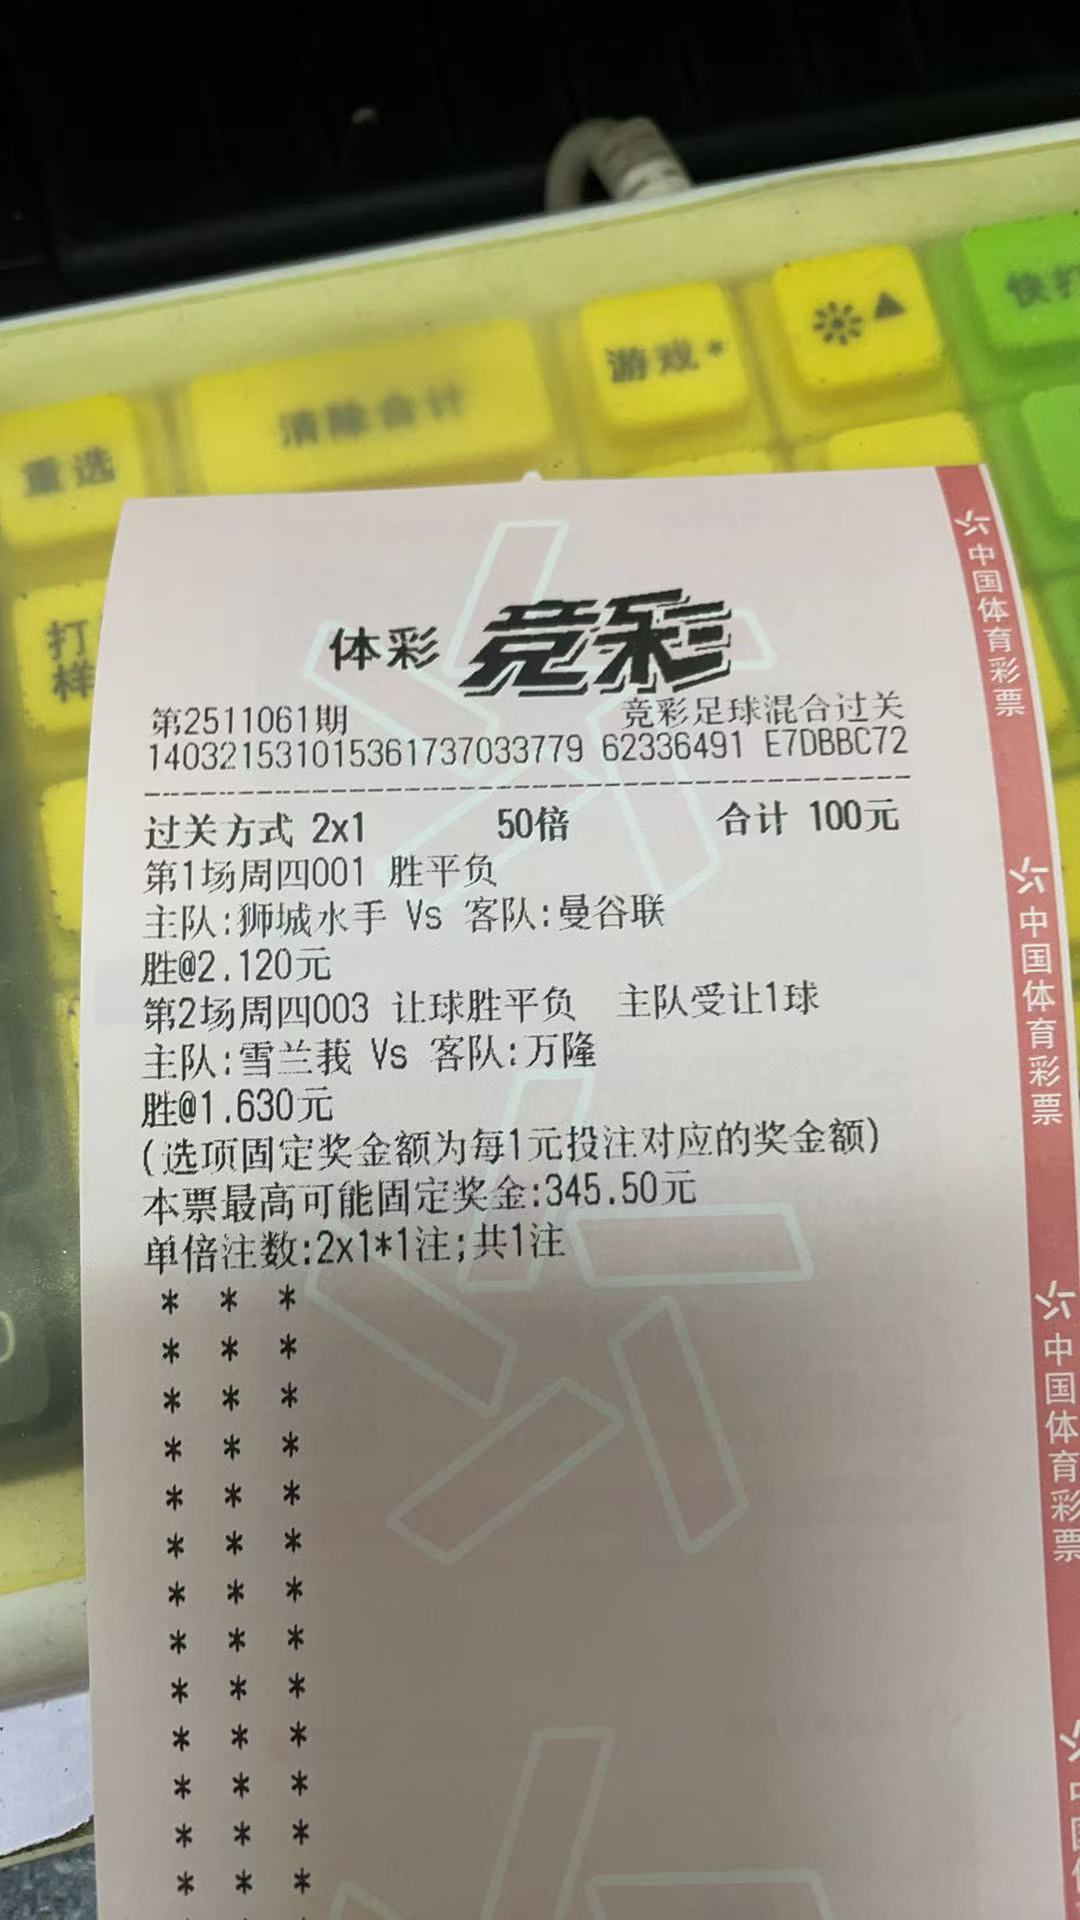 快打
游戏*
清除合计
重选
打
样
体彩 竞彩
第2511061期 竞彩足球混合过关
140321531015361737033779 62336491 E7DBBC72
过关方式 2x1 50倍 合计 100元
第1场周四001 胜平负
主队:狮城水手 Vs 客队:曼谷联
胜@2.120元
第2场周四003 让球胜平负 主队受让1球
主队:雪兰莪 Vs 客队:万隆
胜@1.630元
(选项固定奖金额为每1元投注对应的奖金额)
本票最高可能固定奖金:345.50元
单倍注数:2x1*1注;共1注
* * *
* * *
* * *
* * *
* * *
* * *
* * *
* * *
* * *
* * *
* * *
* * *
* * *
中国体育彩票
中国体育彩票
中国体育彩票
中国体